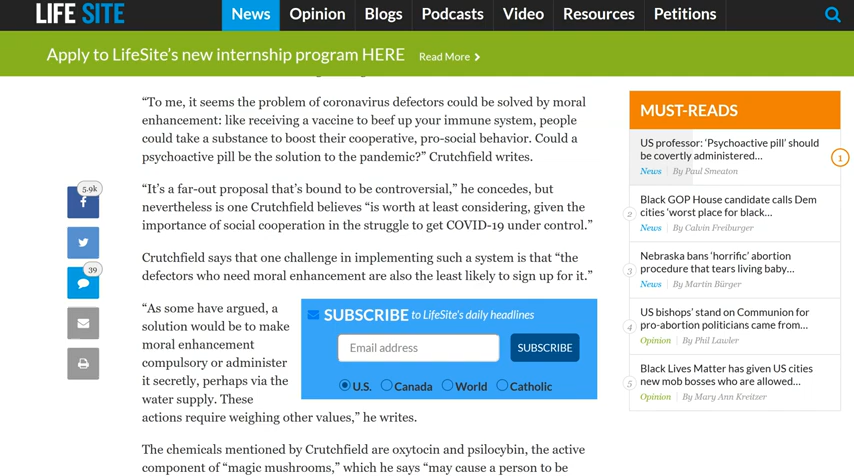 LIFE SITE
News Opinion Blogs Podcasts Video Resources Petitions
Apply to LifeSite's new internship program HERE Read More
“To me, it seems the problem of coronavirus defectors could be solved by moral
enhancement: like receiving a vaccine to beef up your immune system, people
could take a substance to boost their cooperative, pro-social behavior. Could a
psychoactive pill be the solution to the pandemic?” Crutchfield writes.
5.9k
“It’s a far-out proposal that’s bound to be controversial,” he concedes, but
nevertheless is one Crutchfield believes “is worth at least considering, given the
importance of social cooperation in the struggle to get COVID-19 under control.”
39
Crutchfield says that one challenge in implementing such a system is that “the
defectors who need moral enhancement are also the least likely to sign up for it.”
“As some have argued, a
solution would be to make
moral enhancement
compulsory or administer
it secretly, perhaps via the
water supply. These
actions require weighing other values,” he writes.
SUBSCRIBE to LifeSite's daily headlines
Email address SUBSCRIBE
U.S. Canada World Catholic
The chemicals mentioned by Crutchfield are oxytocin and psilocybin, the active
component of “magic mushrooms,” which he says “may cause a person to be
MUST-READS
US professor: ‘Psychoactive pill’ should
be covertly administered...
News By Paul Smeaton
1
Black GOP House candidate calls Dem
cities ‘worst place for black...
News By Calvin Freiburger
2
Nebraska bans ‘horrific’ abortion
procedure that tears living baby...
News By Martin Bürger
3
US bishops’ stand on Communion for
pro-abortion politicians came from...
Opinion By Phil Lawler
4
Black Lives Matter has given US cities
new mob bosses who are allowed...
Opinion By Mary Ann Kreitzer
5